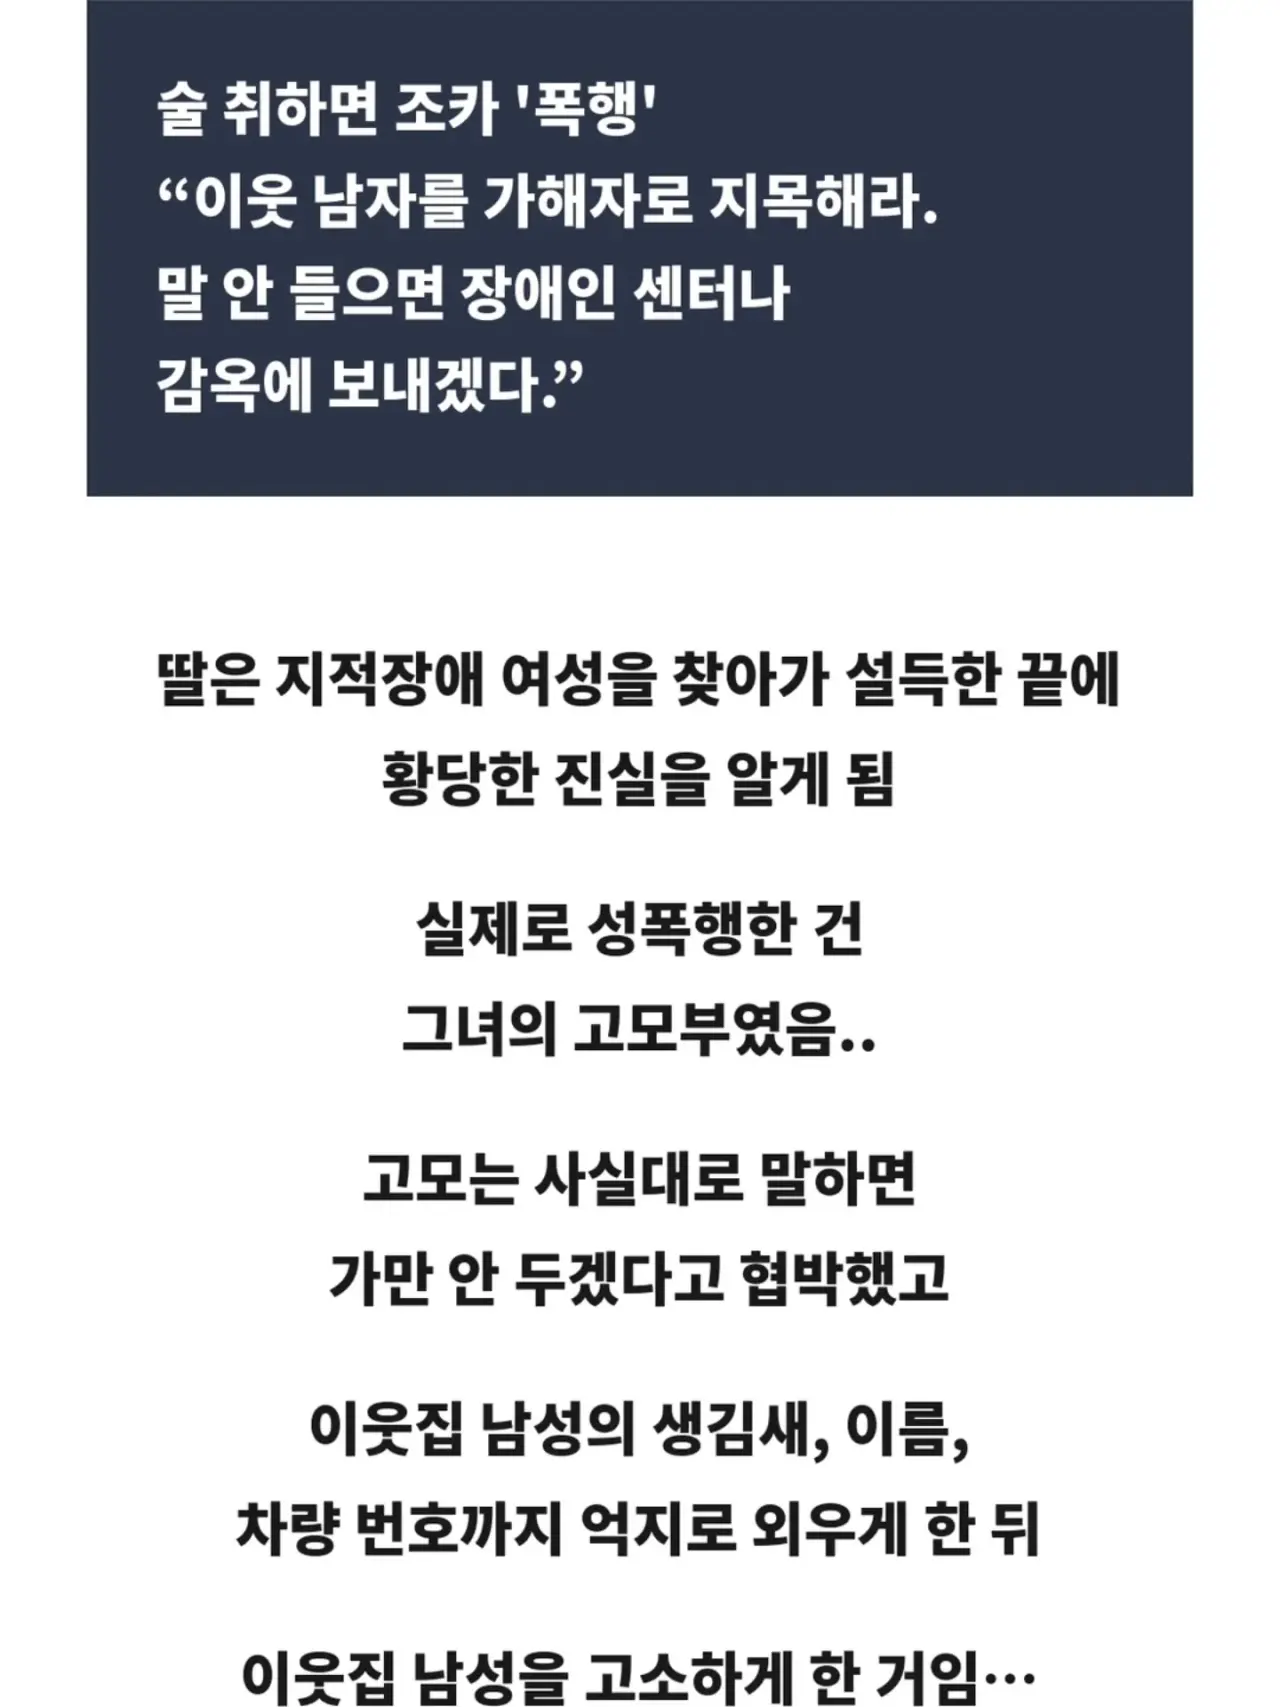 술 취하면 조카 '폭행'
“이웃 남자를 가해자로 지목해라.
말 안 들으면 장애인 센터나
감옥에 보내겠다.”
딸은 지적장애 여성을 찾아가 설득한 끝에
황당한 진실을 알게 됨
실제로 성폭행한 건
그녀의 고모부였음..
고모는 사실대로 말하면
가만 안 두겠다고 협박했고
이웃집 남성의 생김새, 이름,
차량 번호까지 억지로 외우게 한 뒤
이웃집 남성을 고소하게 한 거임…